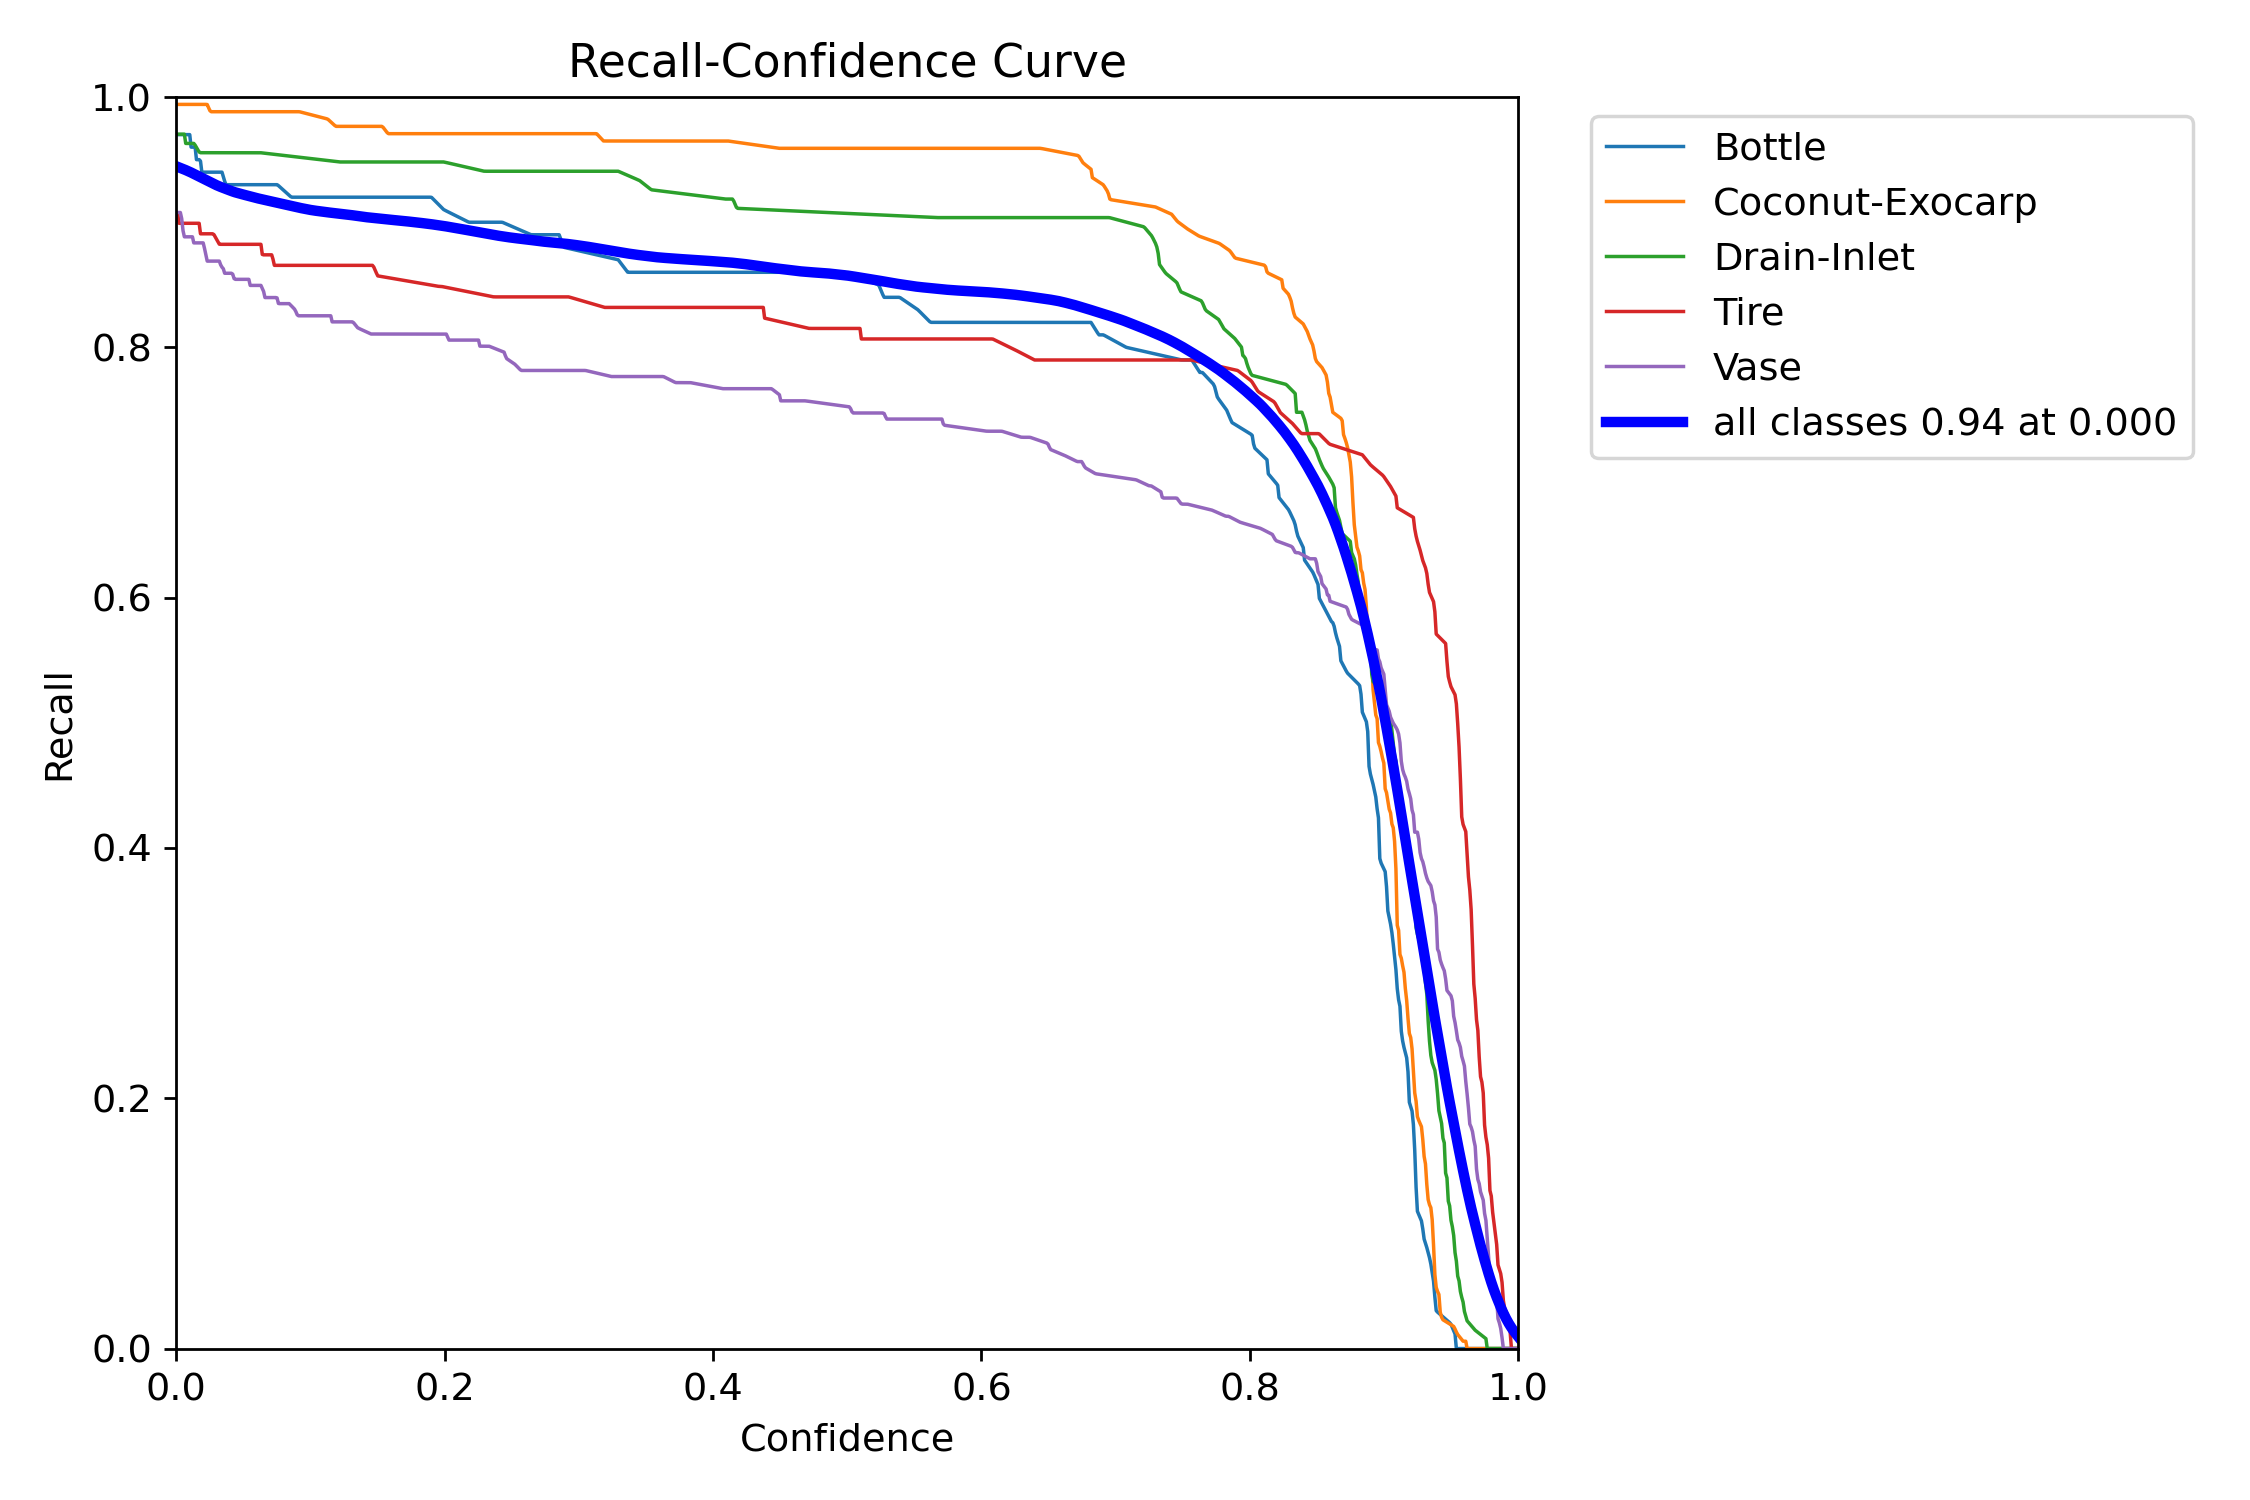 Recall-Confidence Curve
1.0
0.8
0.6
0.4
0.2
0.0
Recall
0.0 0.2 0.4 0.6 0.8 1.0
Confidence
Bottle
Coconut-Exocarp
Drain-Inlet
Tire
Vase
all classes 0.94 at 0.000